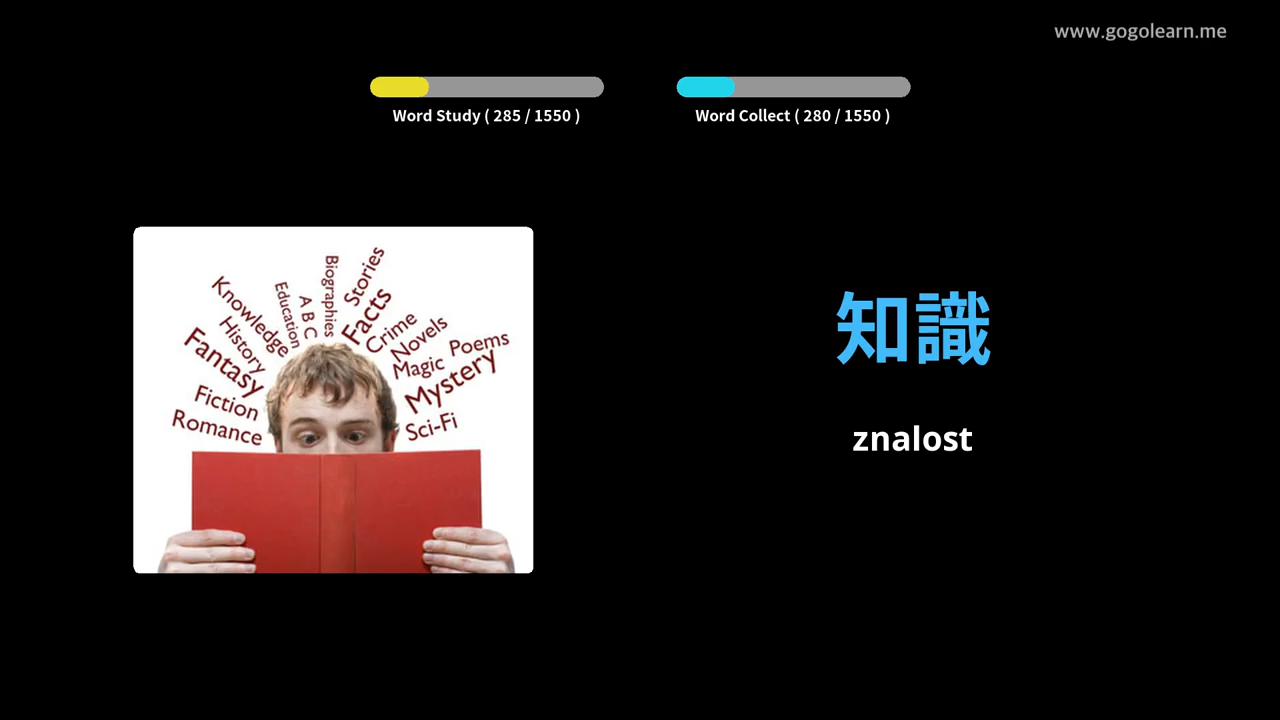 www.gogolearn.me
Word Study ( 285 / 1550 )
Word Collect ( 280 / 1550 )
Biographies
Stories
Education
A B C
Facts
Knowledge
Crime
History
Novels
Poems
Fantasy
Magic
Mystery
Fiction
Romance
Sci-Fi
知識
znalost